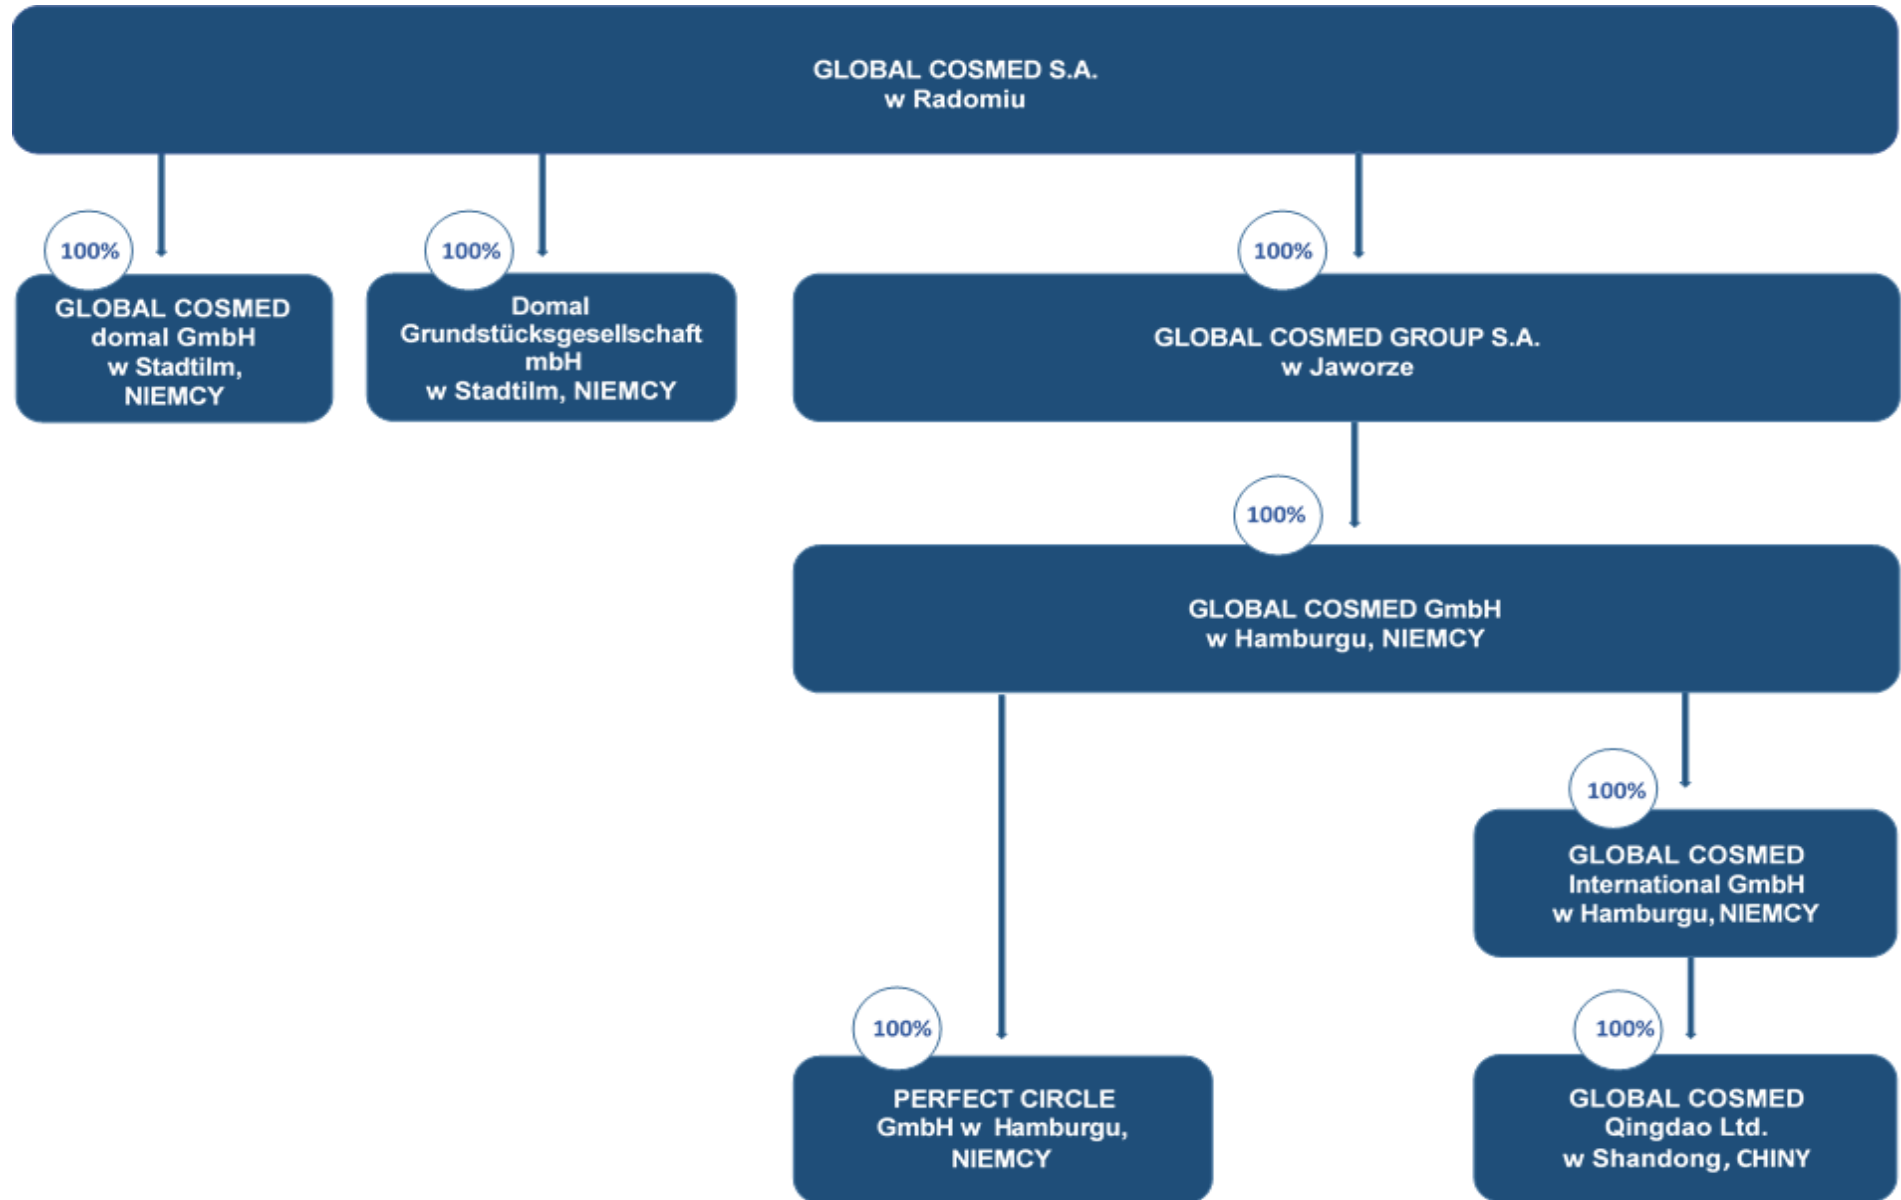 GLOBAL COSMED S.A.
w Radomiu
100%
100%
100%
GLOBAL COSMED
domal GmbH
w Stadtilm,
NIEMCY
Domal
Grundstücksgesellschaft
mbH
w Stadtilm, NIEMCY
GLOBAL COSMED GROUP S.A.
w Jaworze
100%
GLOBAL COSMED GmbH
w Hamburgu, NIEMCY
100%
GLOBAL COSMED
International GmbH
w Hamburgu, NIEMCY
100%
100%
PERFECT CIRCLE
GmbH w Hamburgu,
NIEMCY
GLOBAL COSMED
Qingdao Ltd.
w Shandong, CHINY